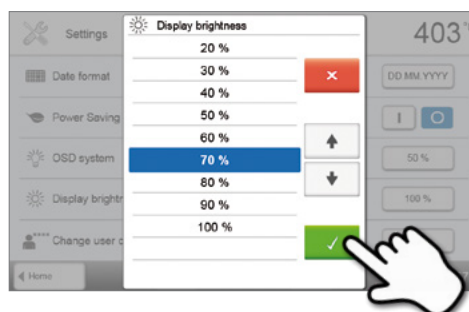 Settings
Display brightness
403°
20 %
30 %
Date format
DD.MM.YYYY
40 %
50 %
Power Saving
I O
60 %
70 %
OSD system
50 %
80 %
90 %
Display brightn
100 %
100 %
Change user c
Home